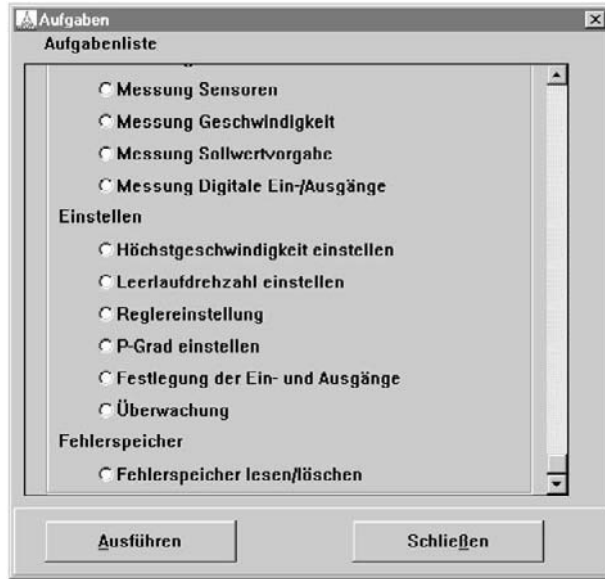 Aufgaben
Aufgabenliste
Messung Sensoren
Messung Geschwindigkeit
Messung Sollwertvorgabe
Messung Digitale Ein-/Ausgänge
Einstellen
Höchstgeschwindigkeit einstellen
Leerlaufdrehzahl einstellen
Reglereinstellung
P-Grad einstellen
Festlegung der Ein- und Ausgänge
Überwachung
Fehlerspeicher
Fehlerspeicher lesen/löschen
Ausführen Schließen